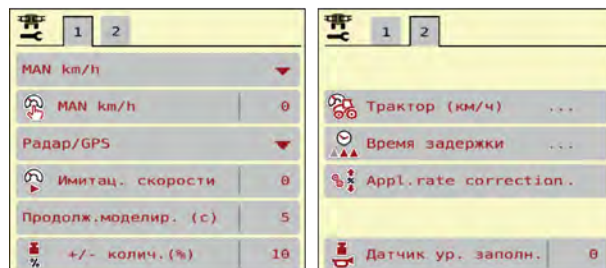 1 2
MAN km/h
MAN km/h 0
Радар/GPS
Имитац. скорости 0
Продолж.моделир. (с) 5
+/- колич.(%) 10
1 2
Трактор (км/ч) ...
Время задержки ...
Appl.rate correction.
Датчик ур. заполн. 0